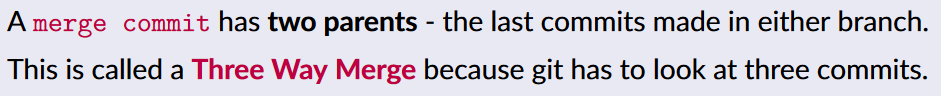 A merge commit has two parents - the last commits made in either branch.
This is called a Three Way Merge because git has to look at three commits.